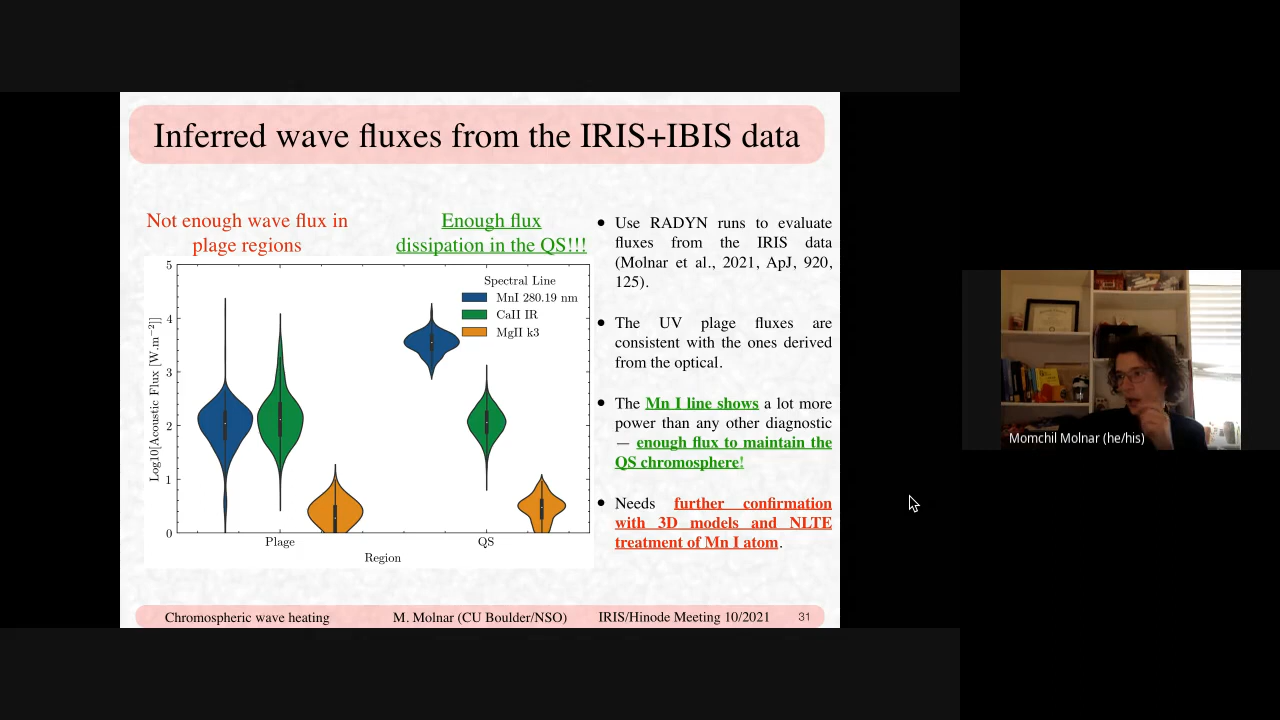 Inferred wave fluxes from the IRIS+IBIS data
Not enough wave flux in
plage regions
Enough flux
dissipation in the QS!!!
5
4
3
2
1
0
Log10[Acoustic Flux [W.m−2]]
Spectral Line
MnI 280.19 nm
CaII IR
MgII k3
Plage
QS
Region
● Use RADYN runs to evaluate
fluxes from the IRIS data
(Molnar et al., 2021, ApJ, 920,
125).
● The UV plage fluxes are
consistent with the ones derived
from the optical.
● The Mn I line shows a lot more
power than any other diagnostic
— enough flux to maintain the
QS chromosphere!
● Needs further confirmation
with 3D models and NLTE
treatment of Mn I atom.
Chromospheric wave heating
M. Molnar (CU Boulder/NSO)
IRIS/Hinode Meeting 10/2021
31
Momchil Molnar (he/his)